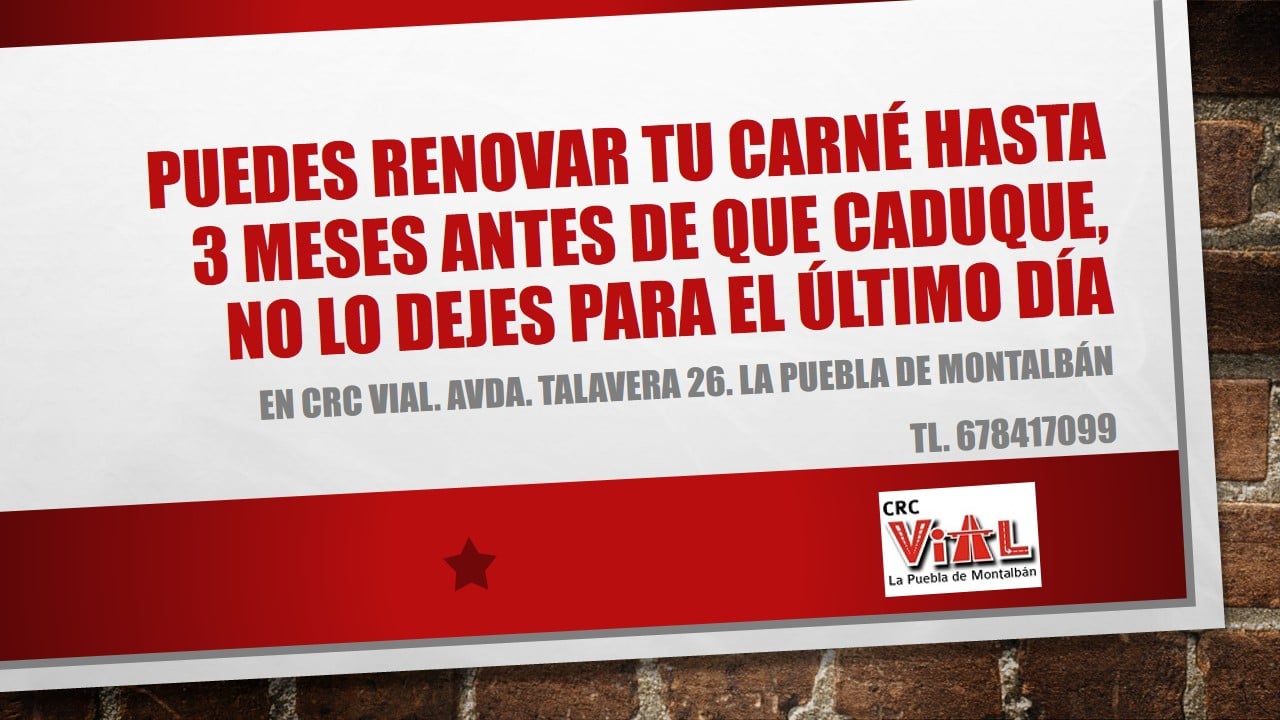 PUEDES RENOVAR TU CARNÉ HASTA
3 MESES ANTES DE QUE CADUQUE,
NO LO DEJES PARA EL ÚLTIMO DÍA
EN CRC VIAL. AVDA. TALAVERA 26. LA PUEBLA DE MONTALBÁN
TL. 678417099
CRC
ViAL
La Puebla de Montalbán